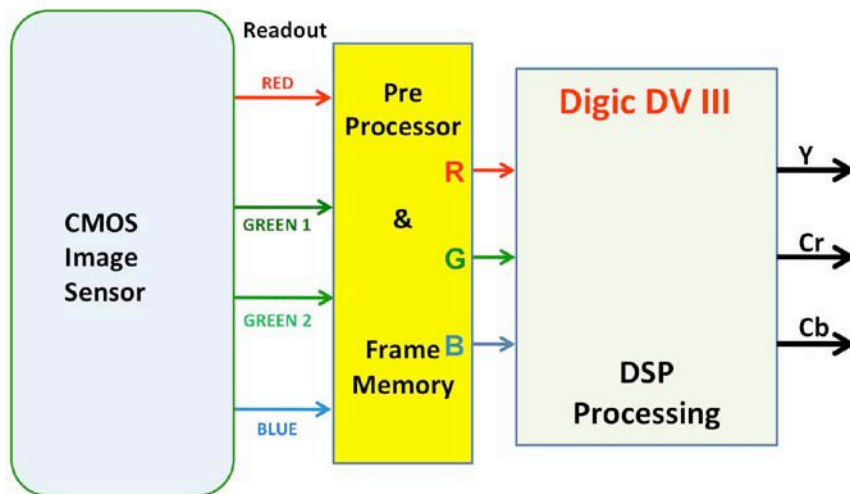 Readout
RED
GREEN 1
GREEN 2
BLUE
CMOS
Image
Sensor
Pre
Processor
&
Frame
Memory
R
G
B
Digic DV III
DSP
Processing
Y
Cr
Cb